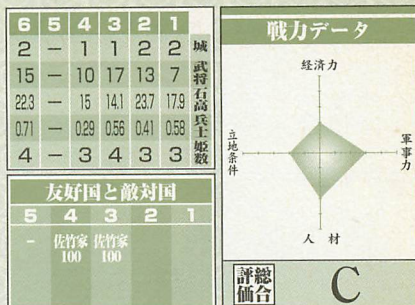 6 5 4 3 2 1
2 － 1 1 2 2 城
15 － 10 17 13 7 武将
22.3 － 15 14.1 23.7 17.9 石高
0.71 － 0.29 0.56 0.41 0.58 兵士
4 － 3 4 3 3 姫数
友好国と敵対国
5 4 3 2 1
－ 佐竹家 佐竹家
100 100
戦力データ
経済力
立地条件
軍事力
人材
総合評価 C